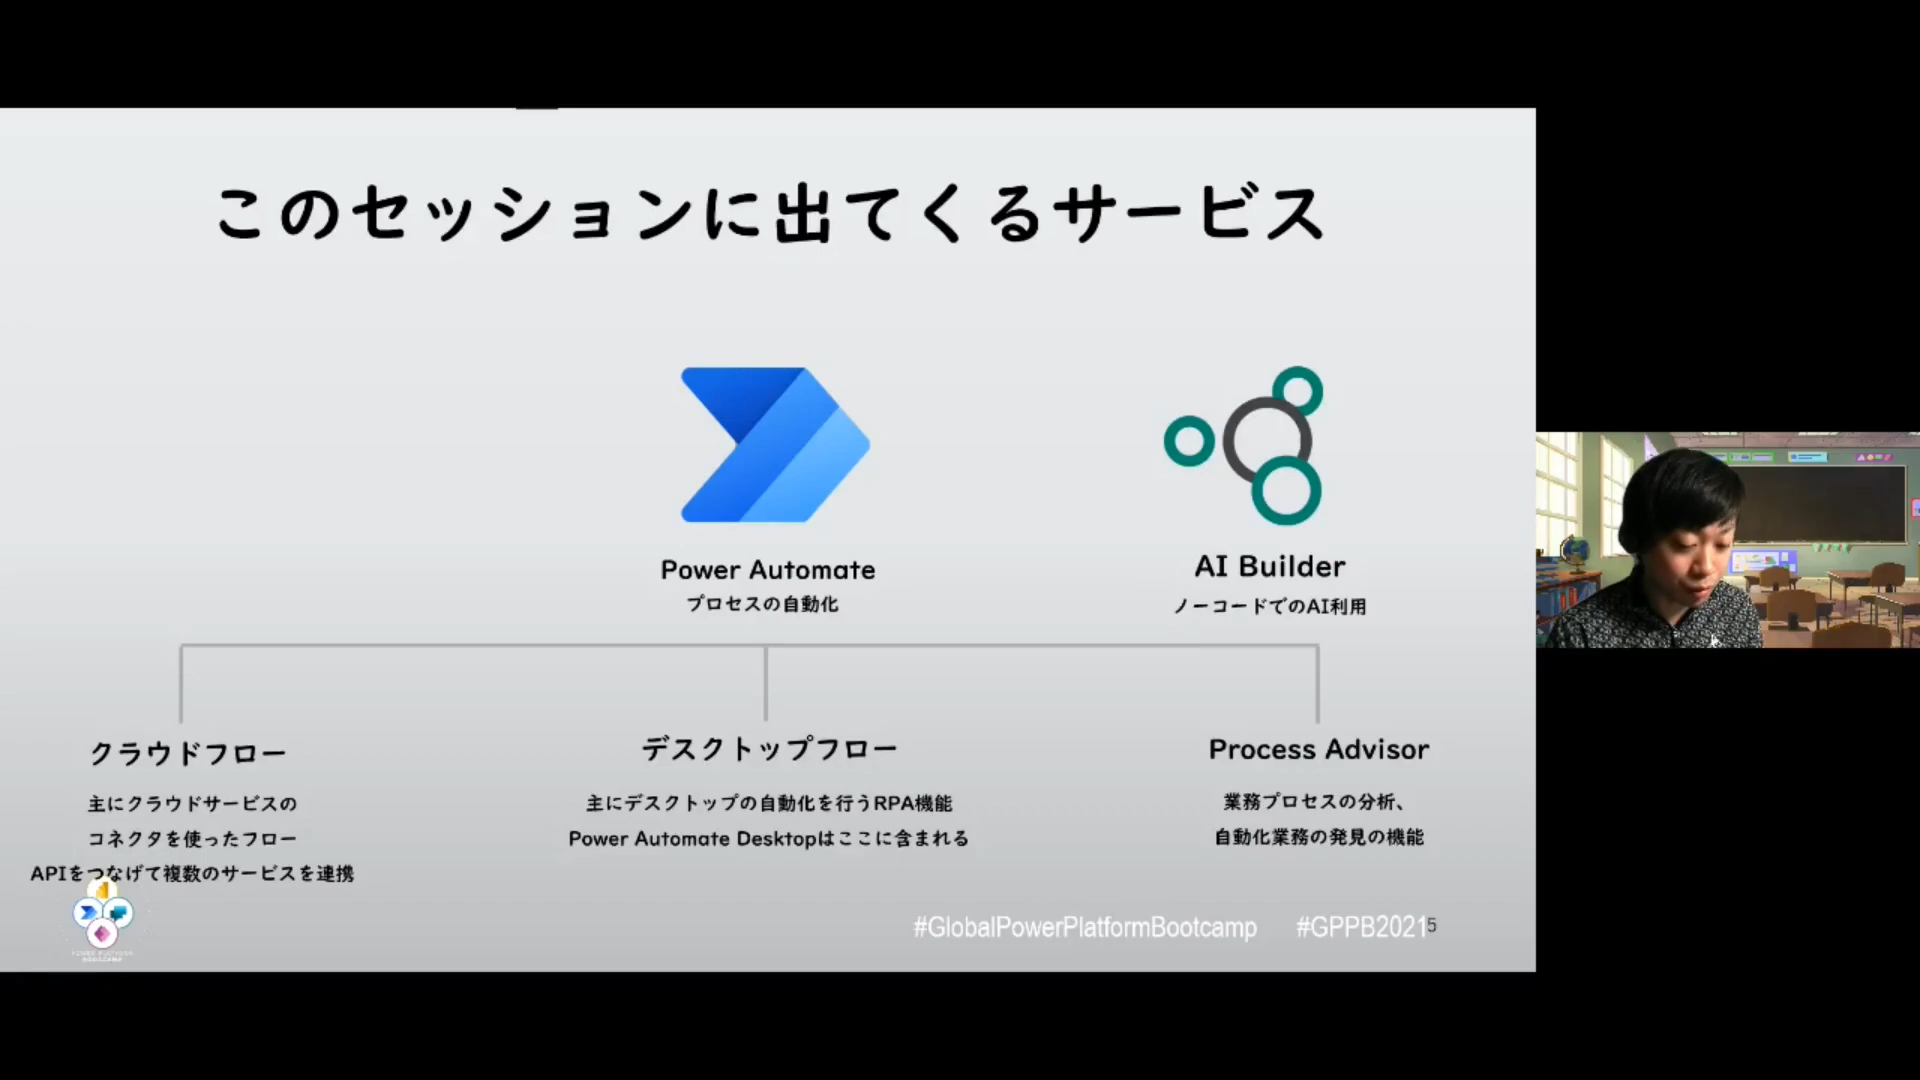 このセッションに出てくるサービス
Power Automate
プロセスの自動化
AI Builder
ノーコードでのAI利用
クラウドフロー
主にクラウドサービスの
コネクタを使ったフロー
APIをつなげて複数のサービスを連携
デスクトップフロー
主にデスクトップの自動化を行うRPA機能
Power Automate Desktopはここに含まれる
Process Advisor
業務プロセスの分析、
自動化業務の発見の機能
POWER PLATFORM
BOOTCAMP
#GlobalPowerPlatformBootcamp #GPPB2021
5